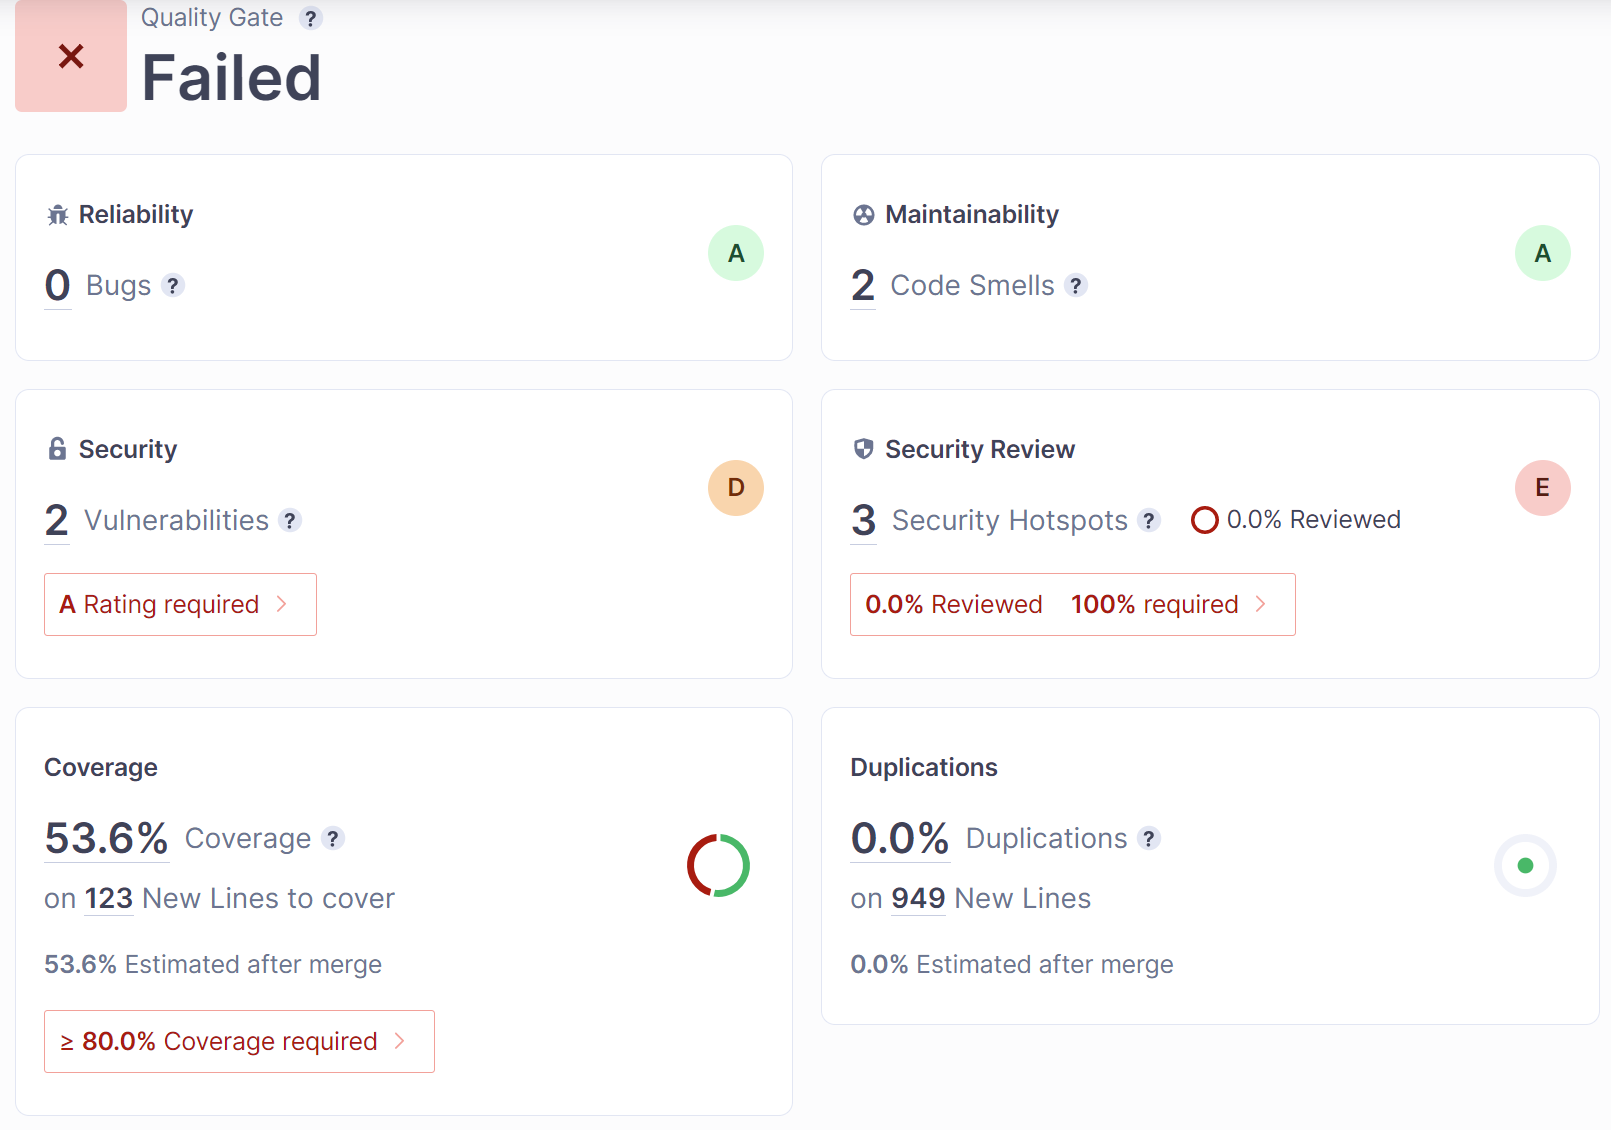 Quality Gate ?
Failed
Reliability
0 Bugs ?
A
Maintainability
2 Code Smells ?
A
Security
2 Vulnerabilities ?
D
A Rating required
Security Review
3 Security Hotspots ? 0.0% Reviewed
E
0.0% Reviewed 100% required
Coverage
53.6% Coverage ?
on 123 New Lines to cover
53.6% Estimated after merge
≥ 80.0% Coverage required
Duplications
0.0% Duplications ?
on 949 New Lines
0.0% Estimated after merge